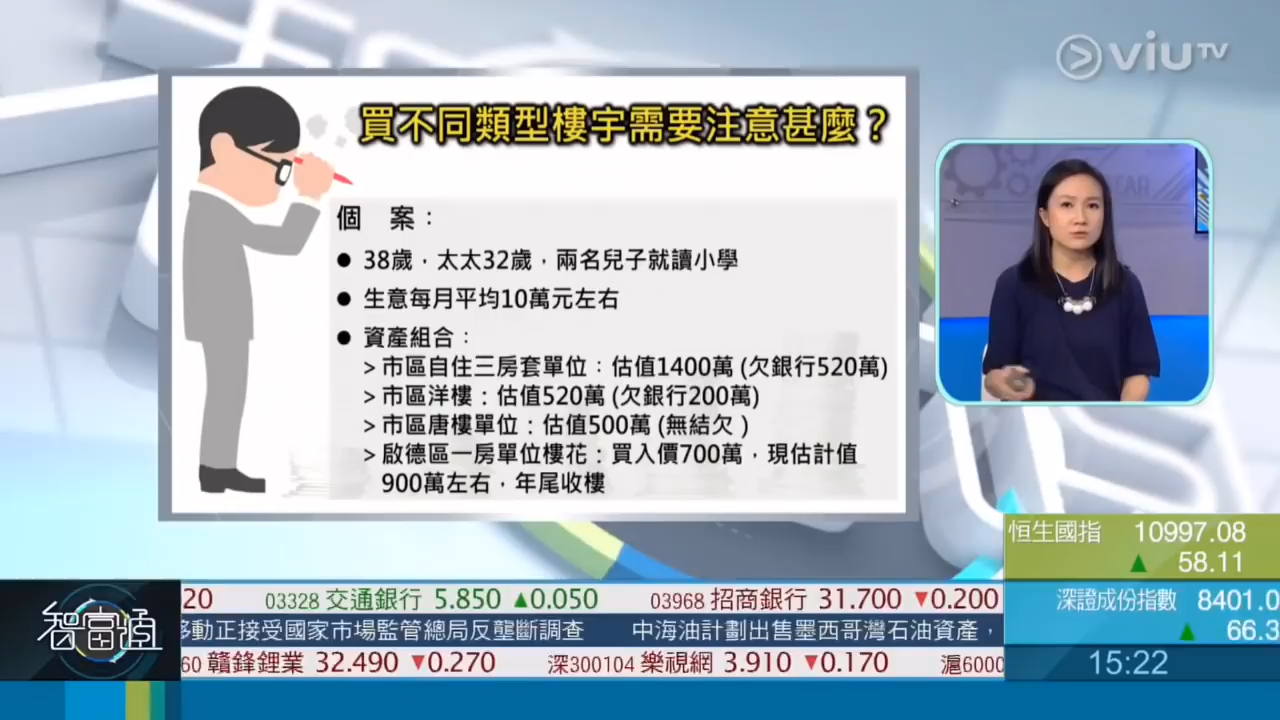 viuTV
買不同類型樓宇需要注意甚麼？
個 案：
● 38歲，太太32歲，兩名兒子就讀小學
● 生意每月平均10萬元左右
● 資產組合：
> 市區自住三房套單位：估值1400萬 (欠銀行520萬)
> 市區洋樓：估值520萬 (欠銀行200萬)
> 市區唐樓單位：估值500萬 (無結欠 )
> 啟德區一房單位樓花：買入價700萬，現估計值
900萬左右，年尾收樓
恒生國指 10997.08
▲ 58.11
深證成份指數 8401.0
▲ 66.3
15:22
智富通
20 03328 交通銀行 5.850 ▲0.050 03968 招商銀行 31.700 ▼0.200
移動正接受國家市場監管總局反壟斷調查 中海油計劃出售墨西哥灣石油資產，
60 贛鋒鋰業 32.490 ▼0.270 深300104 樂視網 3.910 ▼0.170 滬6000